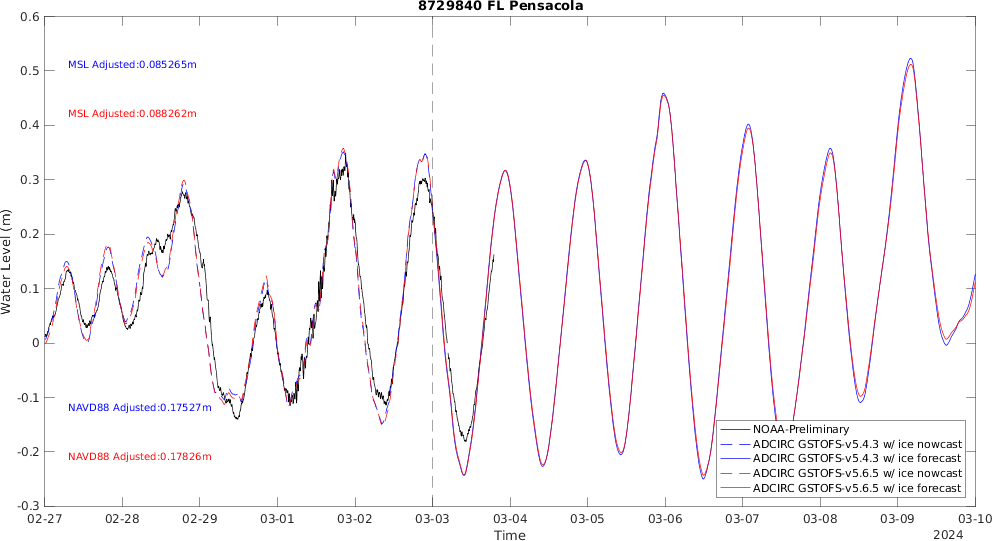 8729840 FL Pensacola
0.6
0.5
0.4
0.3
0.2
0.1
0
-0.1
-0.2
-0.3
Water Level (m)
MSL Adjusted:0.085265m
MSL Adjusted:0.088262m
NAVD88 Adjusted:0.17527m
NAVD88 Adjusted:0.17826m
NOAA-Preliminary
ADCIRC GSTOFS-v5.4.3 w/ ice nowcast
ADCIRC GSTOFS-v5.4.3 w/ ice forecast
ADCIRC GSTOFS-v5.6.5 w/ ice nowcast
ADCIRC GSTOFS-v5.6.5 w/ ice forecast
02-27 02-28 02-29 03-01 03-02 03-03 03-04 03-05 03-06 03-07 03-08 03-09 03-10
Time
2024